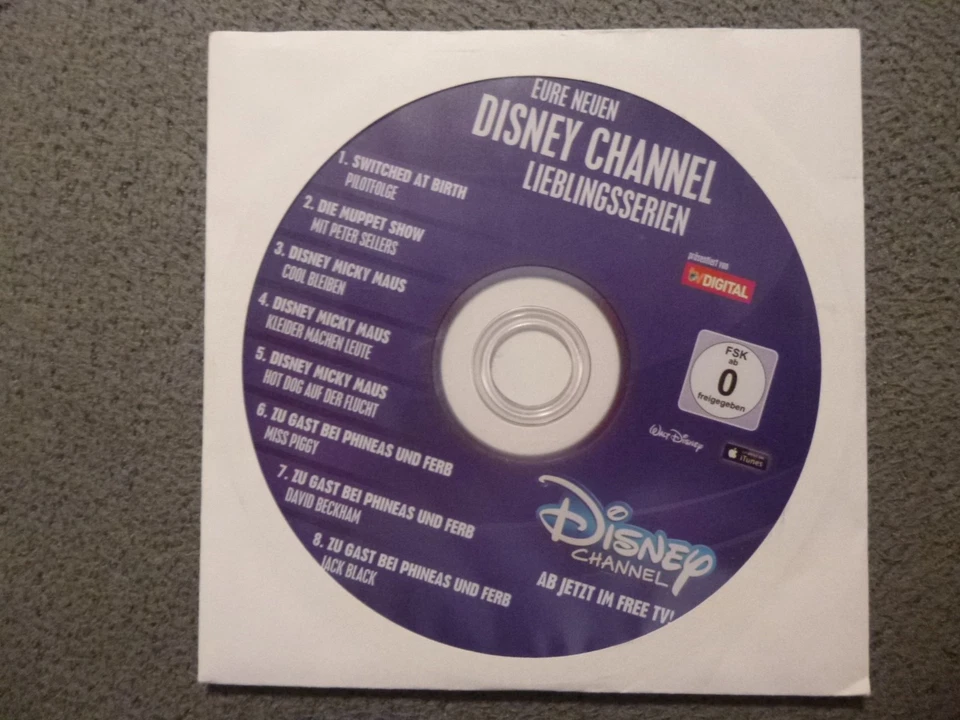 EURE NEUEN
DISNEY CHANNEL
LIEBLINGSSERIEN
1. SWITCHED AT BIRTH
PILOTFOLGE
2. DIE MUPPET SHOW
MIT PETER SELLERS
3. DISNEY MICKY MAUS
COOL BLEIBEN
4. DISNEY MICKY MAUS
KLEIDER MACHEN LEUTE
5. DISNEY MICKY MAUS
HOT DOG AUF DER FLUCHT
6. ZU GAST BEI PHINEAS UND FERB
MISS PIGGY
7. ZU GAST BEI PHINEAS UND FERB
DAVID BECKHAM
8. ZU GAST BEI PHINEAS UND FERB
JACK BLACK
präsentiert von
TV DIGITAL
FSK
ab
0
freigegeben
Walt Disney
iTunes
Disney
CHANNEL
AB JETZT IM FREE TV!